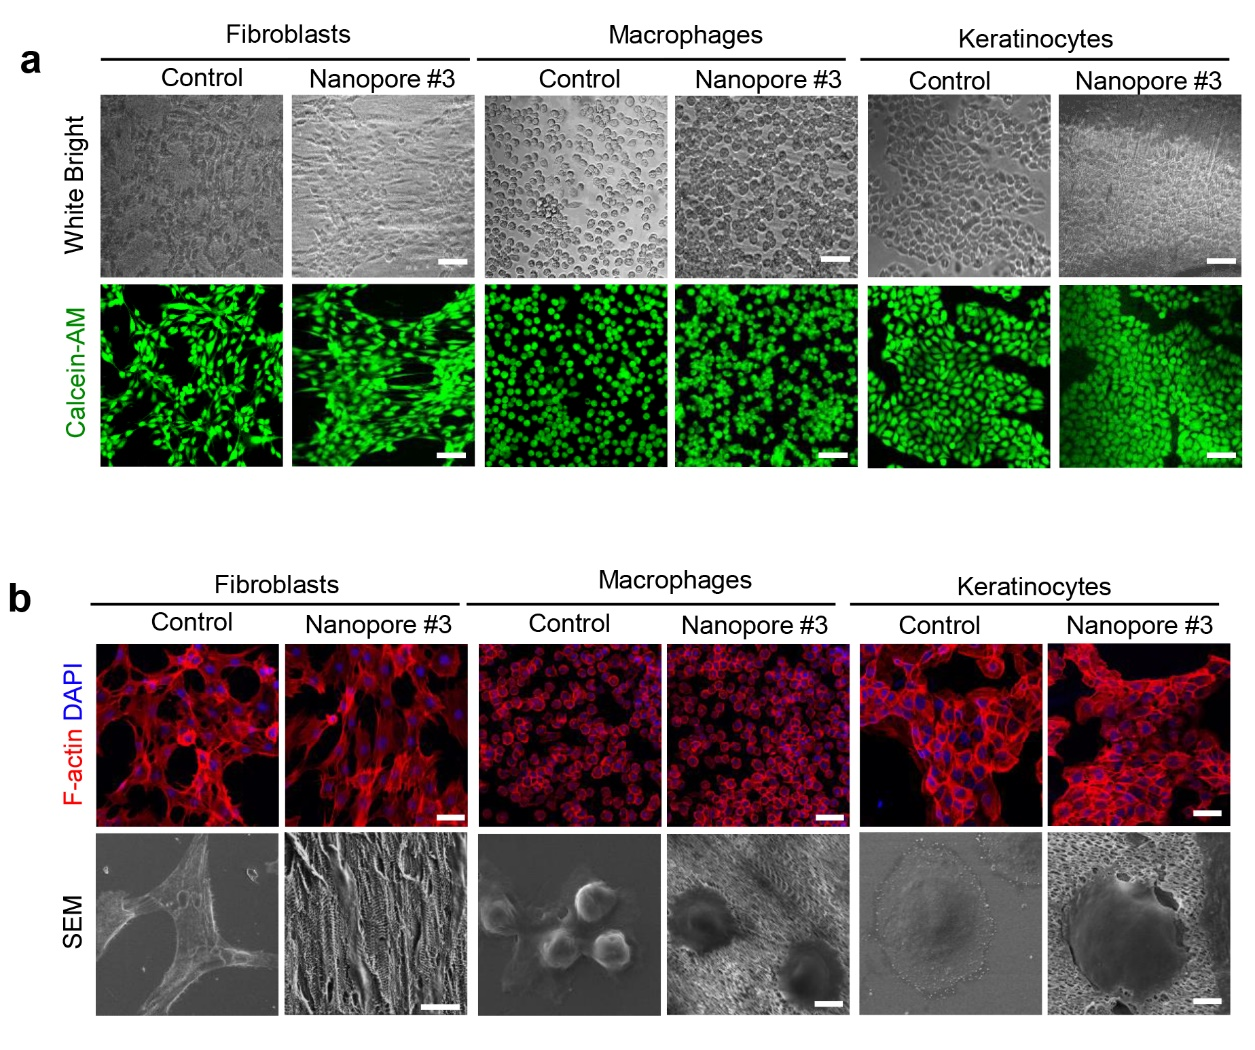 a
Fibroblasts
Macrophages
Keratinocytes
Control
Nanopore #3
Control
Nanopore #3
Control
Nanopore #3
White Bright
Calcein-AM
b
Fibroblasts
Macrophages
Keratinocytes
Control
Nanopore #3
Control
Nanopore #3
Control
Nanopore #3
F-actin DAPI
SEM